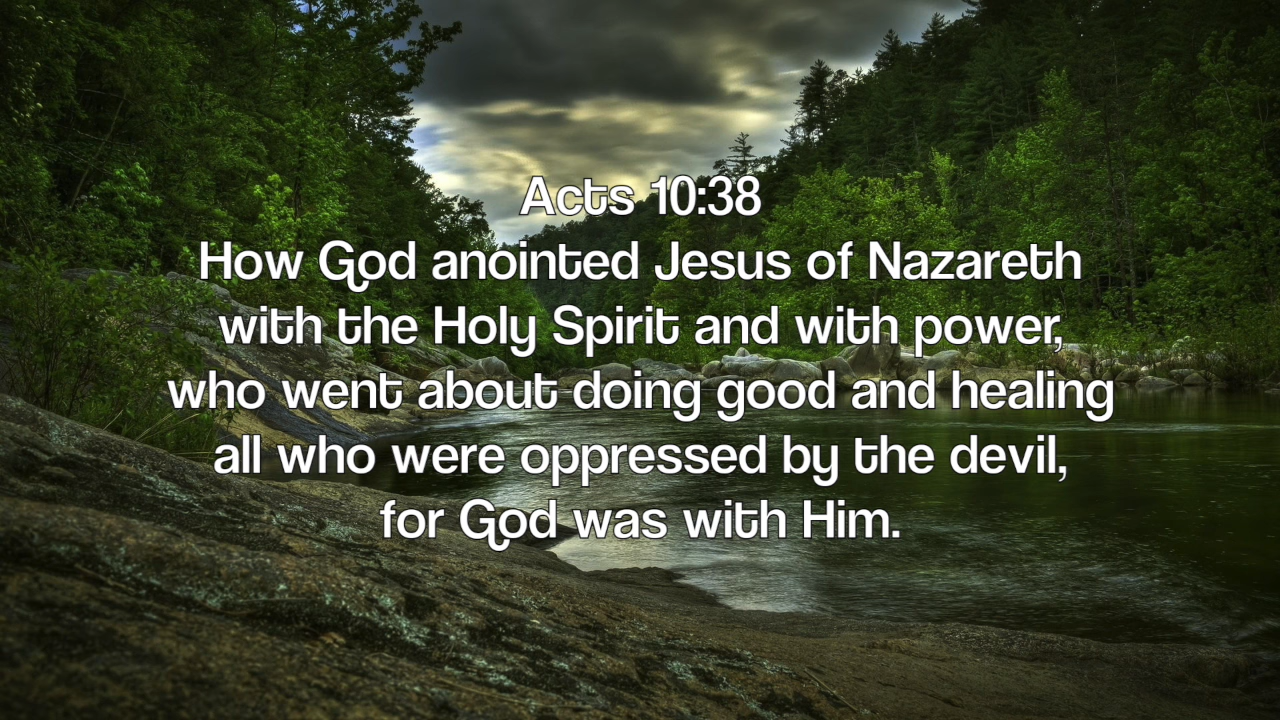 Acts 10:38
How God anointed Jesus of Nazareth
with the Holy Spirit and with power,
who went about doing good and healing
all who were oppressed by the devil,
for God was with Him.